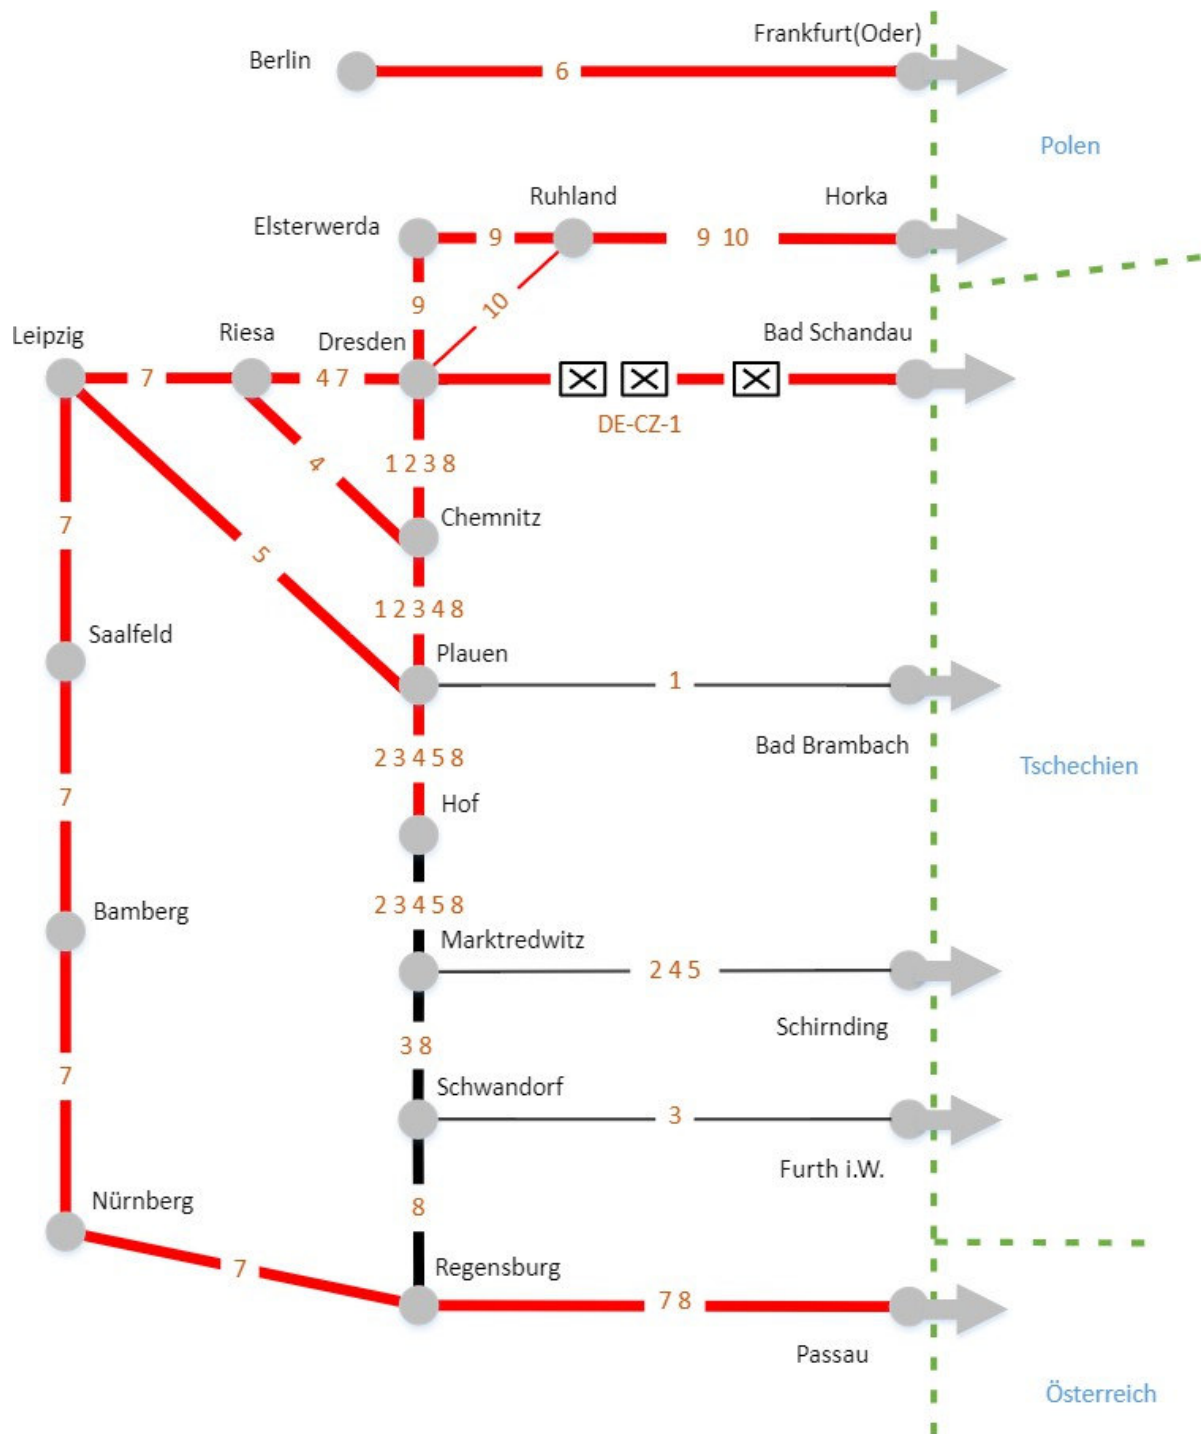 Frankfurt(Oder)
Berlin
6
Polen
Ruhland
Horka
Elsterwerda
9
9 10
9
10
Leipzig
Riesa
Dresden
Bad Schandau
7
4 7
DE-CZ-1
1 2 3 8
4
Chemnitz
7
5
1 2 3 4 8
Saalfeld
Plauen
1
Bad Brambach
2 3 4 5 8
Tschechien
7
Hof
2 3 4 5 8
Bamberg
Marktredwitz
2 4 5
Schirnding
3 8
7
Schwandorf
3
Furth i.W.
Nürnberg
8
7
Regensburg
7 8
Passau
Österreich